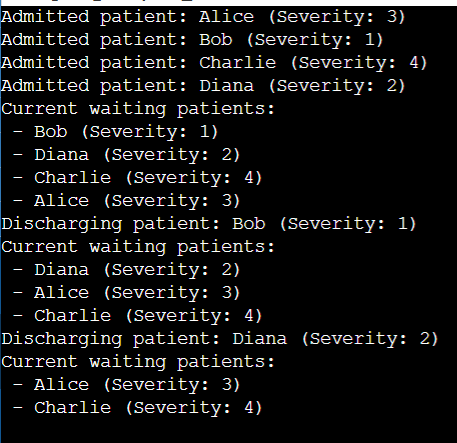 Admitted patient: Alice (Severity: 3)
Admitted patient: Bob (Severity: 1)
Admitted patient: Charlie (Severity: 4)
Admitted patient: Diana (Severity: 2)
Current waiting patients:
- Bob (Severity: 1)
- Diana (Severity: 2)
- Charlie (Severity: 4)
- Alice (Severity: 3)
Discharging patient: Bob (Severity: 1)
Current waiting patients:
- Diana (Severity: 2)
- Alice (Severity: 3)
- Charlie (Severity: 4)
Discharging patient: Diana (Severity: 2)
Current waiting patients:
- Alice (Severity: 3)
- Charlie (Severity: 4)